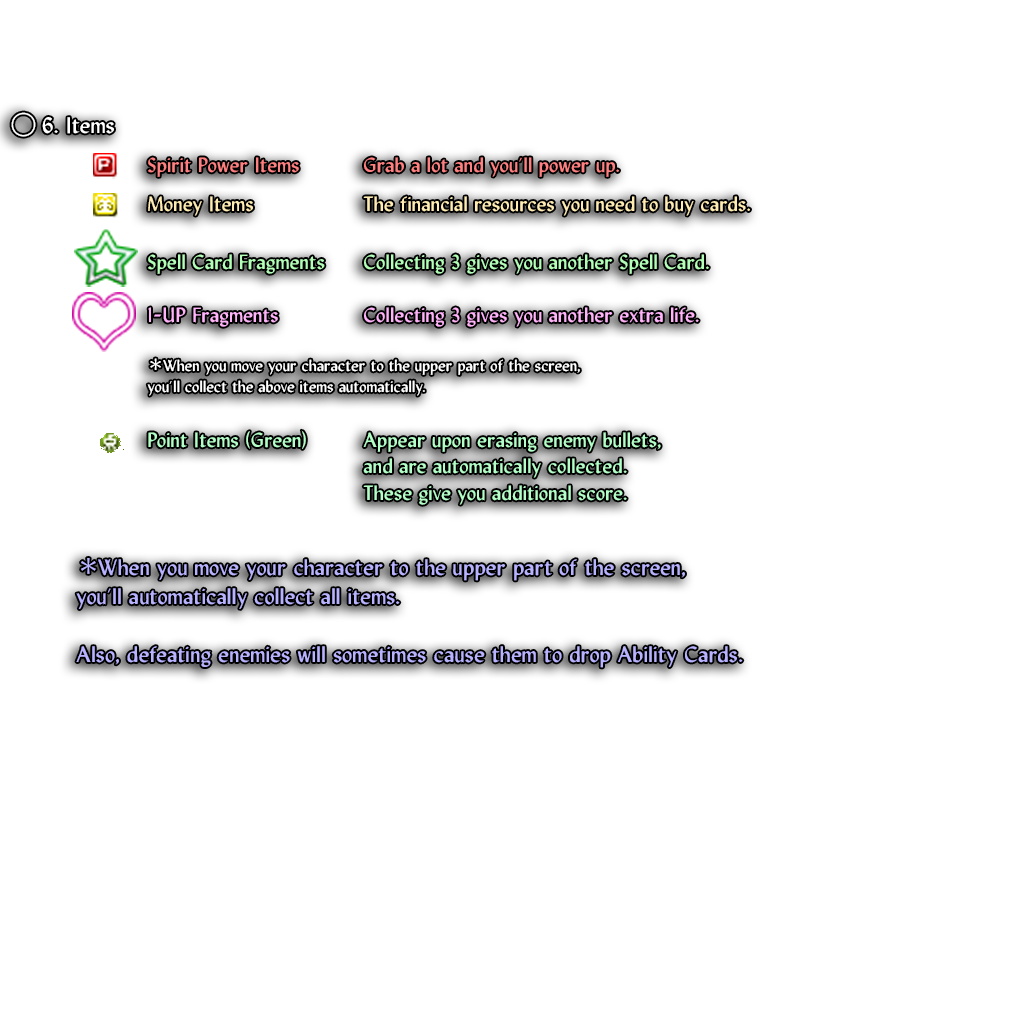 ○ 6. Items
P Spirit Power Items Grab a lot and you'll power up.
Money Items The financial resources you need to buy cards.
Spell Card Fragments Collecting 3 gives you another Spell Card.
1-UP Fragments Collecting 3 gives you another extra life.
*When you move your character to the upper part of the screen,
you'll collect the above items automatically.
Point Items (Green) Appear upon erasing enemy bullets,
and are automatically collected.
These give you additional score.
*When you move your character to the upper part of the screen,
you'll automatically collect all items.
Also, defeating enemies will sometimes cause them to drop Ability Cards.